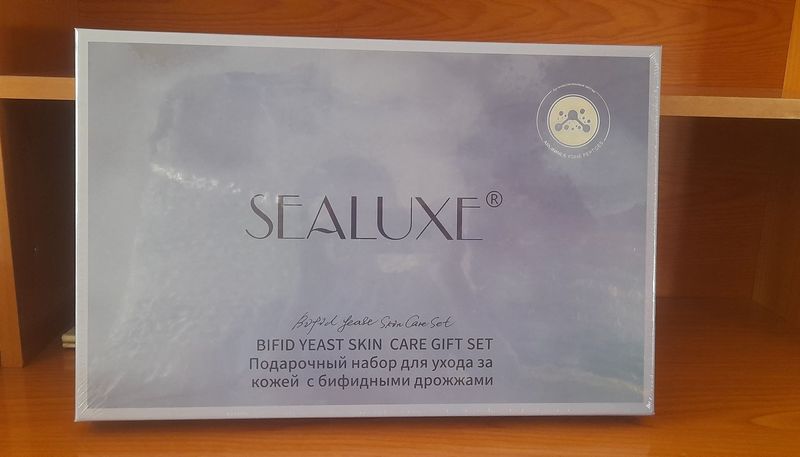 SEALUXE®
Bifid Yease Skin Care Set
BIFID YEAST SKIN CARE GIFT SET
Подарочный набор для ухода за
кожей с бифидными дрожжами